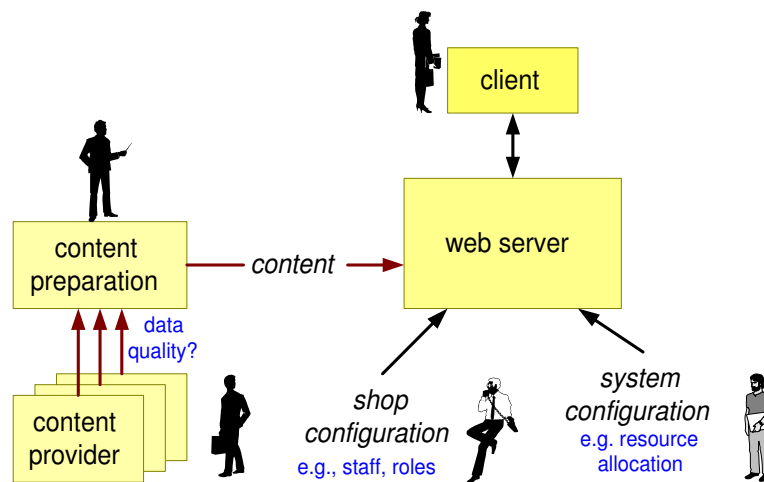 client
web server
content
preparation
content
data
quality?
content
provider
shop
configuration
e.g., staff, roles
system
configuration
e.g. resource
allocation